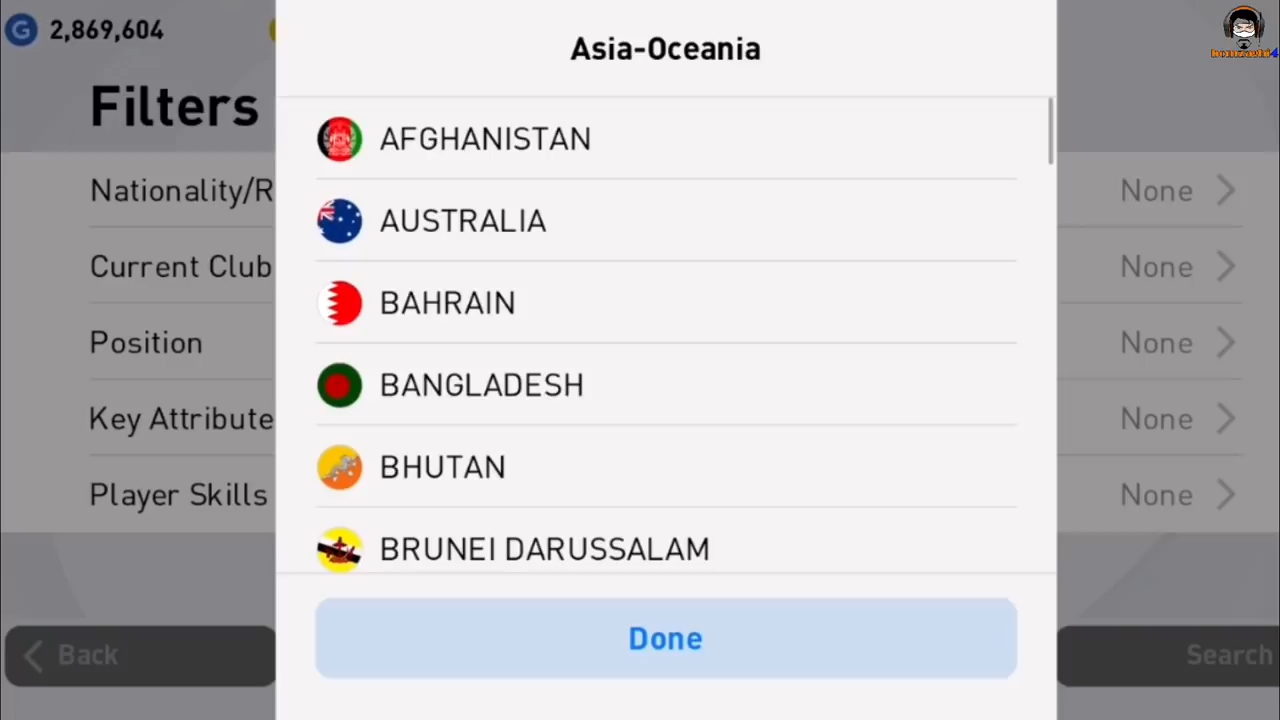 G 2,869,604
Asia-Oceania
Filters
AFGHANISTAN
Nationality/R
None
AUSTRALIA
Current Club
None
BAHRAIN
Position
None
BANGLADESH
Key Attribute
None
BHUTAN
Player Skills
None
BRUNEI DARUSSALAM
Done
Back
Search